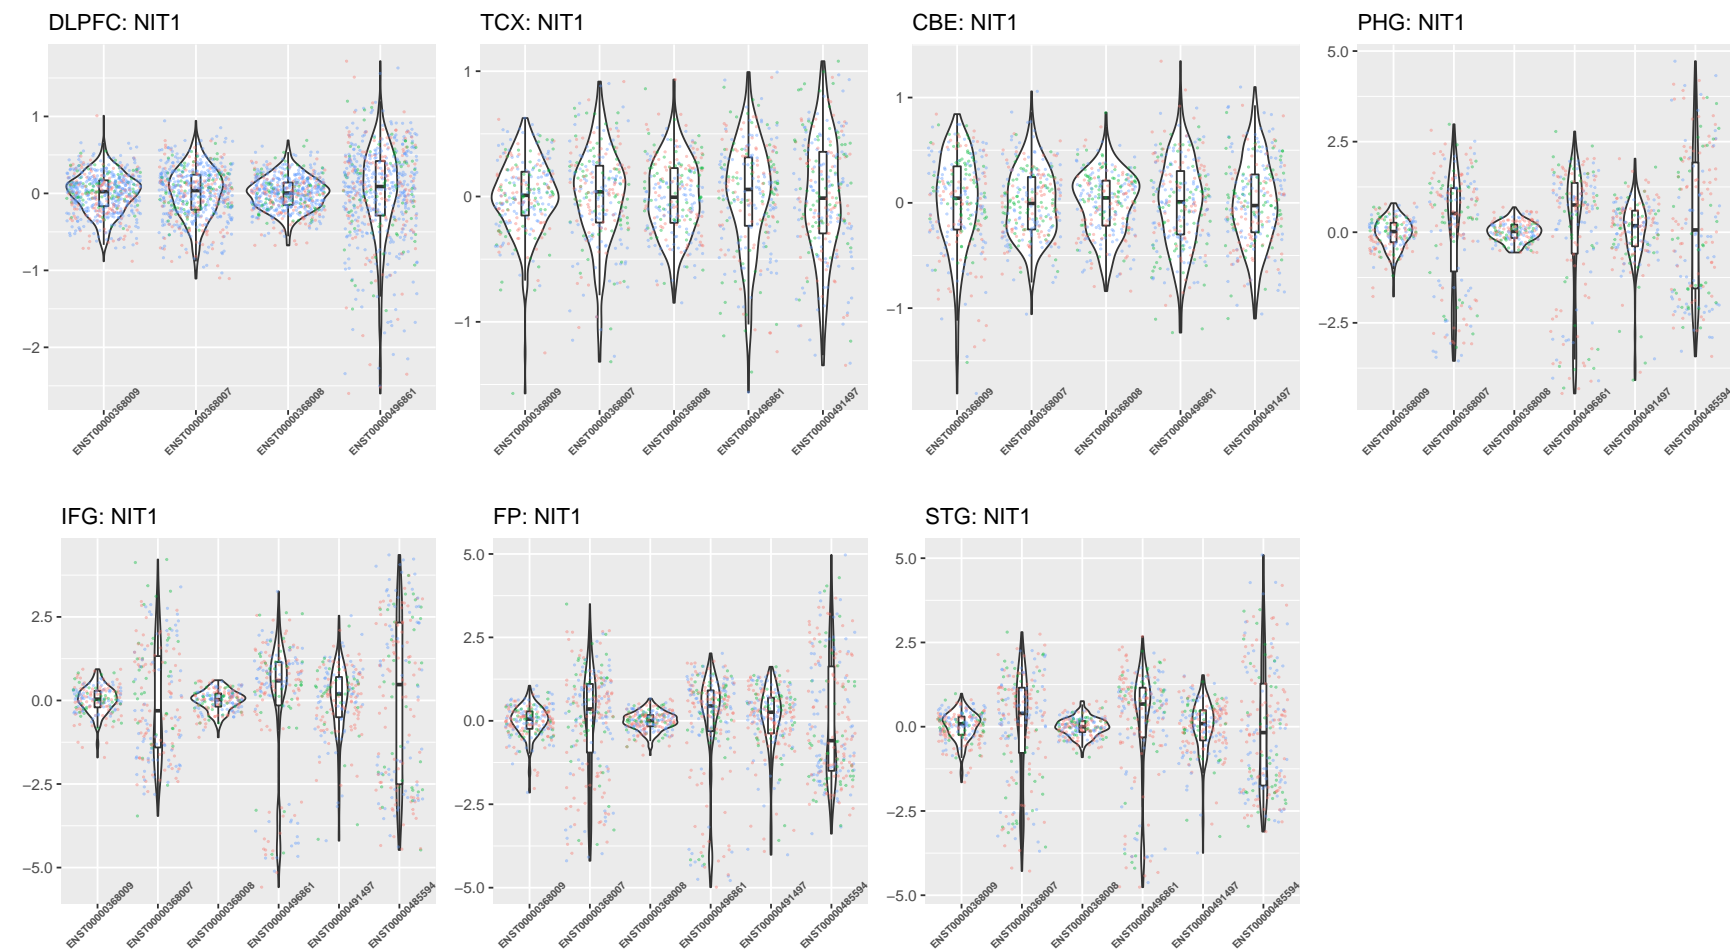 DLPFC: NIT1
1
0
−1
−2
ENST00000368009
ENST00000368007
ENST00000368008
ENST00000496861
TCX: NIT1
1
0
−1
ENST00000368009
ENST00000368007
ENST00000368008
ENST00000496861
ENST00000491497
CBE: NIT1
1
0
−1
ENST00000368009
ENST00000368007
ENST00000368008
ENST00000496861
ENST00000491497
PHG: NIT1
5.0
2.5
0.0
−2.5
ENST00000368009
ENST00000368007
ENST00000368008
ENST00000496861
ENST00000491497
ENST00000485594
IFG: NIT1
2.5
0.0
−2.5
−5.0
ENST00000368009
ENST00000368007
ENST00000368008
ENST00000496861
ENST00000491497
ENST00000485594
FP: NIT1
5.0
2.5
0.0
−2.5
−5.0
ENST00000368009
ENST00000368007
ENST00000368008
ENST00000496861
ENST00000491497
ENST00000485594
STG: NIT1
5.0
2.5
0.0
−2.5
−5.0
ENST00000368009
ENST00000368007
ENST00000368008
ENST00000496861
ENST00000491497
ENST00000485594